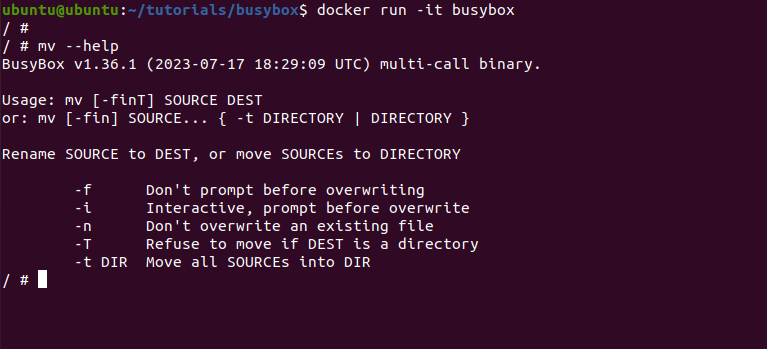 ubuntu@ubuntu:~/tutorials/busybox$ docker run -it busybox
/ #
/ # mv --help
BusyBox v1.36.1 (2023-07-17 18:29:09 UTC) multi-call binary.
Usage: mv [-finT] SOURCE DEST
or: mv [-fin] SOURCE... { -t DIRECTORY | DIRECTORY }
Rename SOURCE to DEST, or move SOURCEs to DIRECTORY
-f Don't prompt before overwriting
-i Interactive, prompt before overwrite
-n Don't overwrite an existing file
-T Refuse to move if DEST is a directory
-t DIR Move all SOURCEs into DIR
/ #